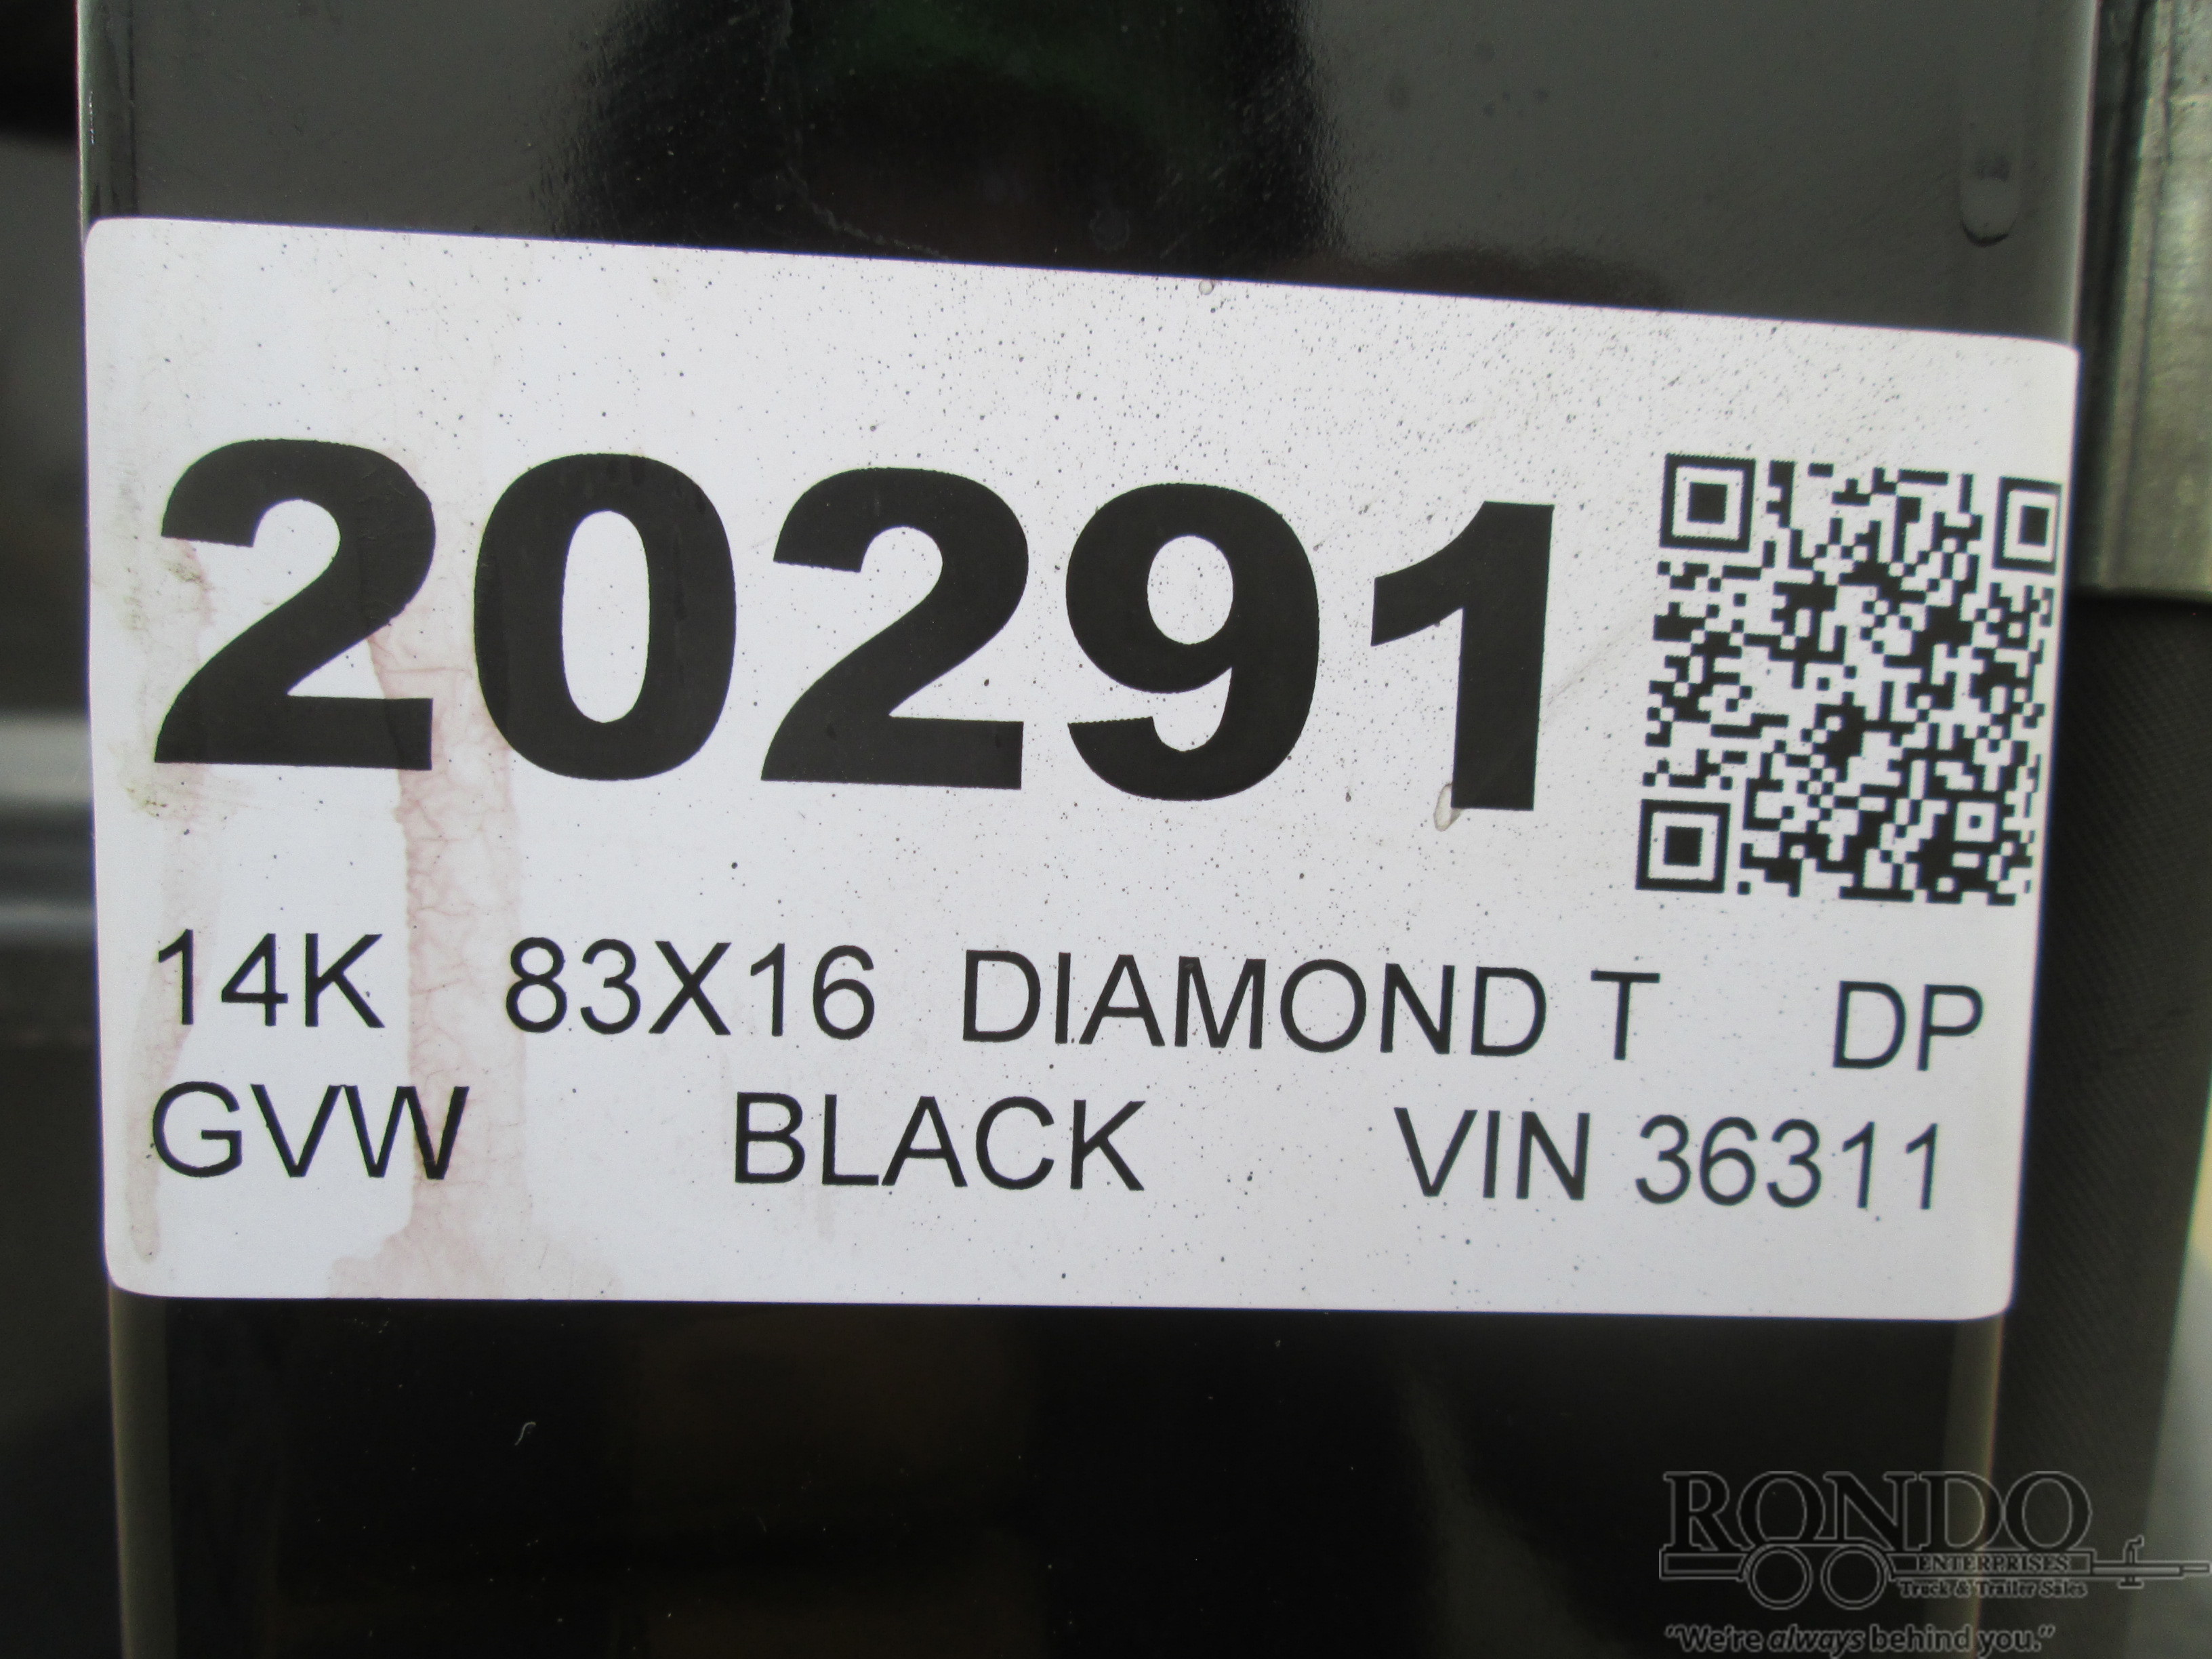 20291
14K 83X16 DIAMOND T DP
GVW BLACK VIN 36311
RONDO
ENTERPRISES
Truck & Trailer Sales
"We're always behind you."